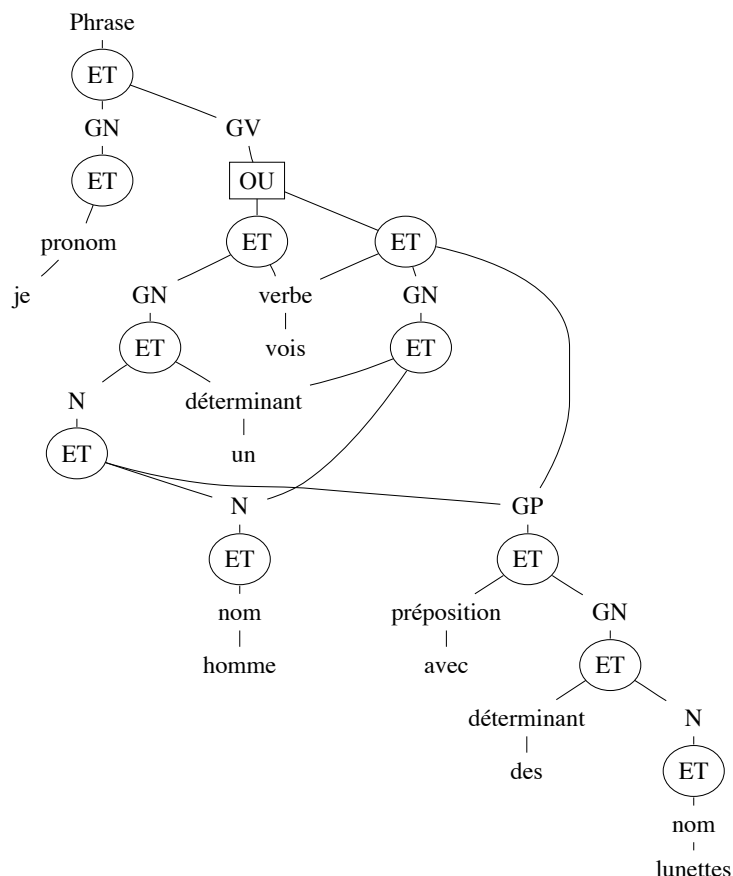 Phrase
ET
GN GV
ET OU
pronom ET ET
je GN verbe GN
ET vois ET
N déterminant
ET un
N GP
ET ET
nom préposition GN
homme avec ET
déterminant N
des ET
nom
lunettes